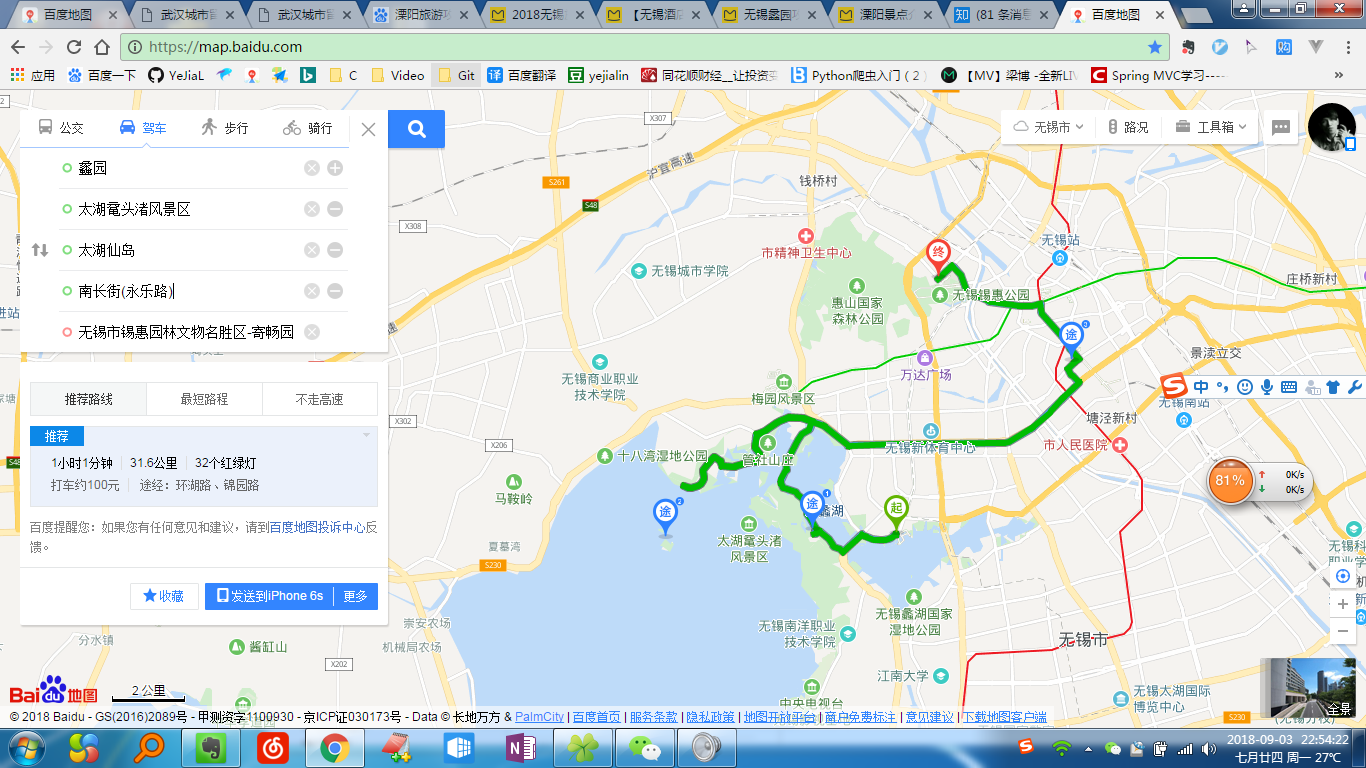 百度地图
武汉城市冒
武汉城市冒
溧阳旅游攻
2018无锡
【无锡酒店
无锡蠡园攻
溧阳景点介
(81 条消息
百度地图
https://map.baidu.com
应用
百度一下
YeJiaL
C
Video
Git
百度翻译
yejialin
同花顺财经__让投资变
Python爬虫入门（2）
【MV】梁博 -全新LIV
Spring MVC学习----
»
公交
驾车
步行
骑行
蠡园
太湖鼋头渚风景区
太湖仙岛
南长街(永乐路)
无锡市锡惠园林文物名胜区-寄畅园
推荐路线
最短路程
不走高速
推荐
1小时1分钟
31.6公里
32个红绿灯
打车约100元
途经：环湖路、锦园路
百度提醒您：如果您有任何意见和建议，请到百度地图投诉中心反
馈。
收藏
发送到iPhone 6s
更多
无锡市
路况
工具箱
X307
沪宜高速
钱桥村
S261
S48
X308
市精神卫生中心
无锡城市学院
终
无锡站
无锡锡惠公园
庄桥新村
惠山国家
森林公园
途
3
景渎立交
万达广场
无锡商业职业
技术学院
梅园风景区
X302
中
无锡南站
塘泾新村
市人民医院
无锡新体育中心
X206
十八湾湿地公园
管社山庄
S48
马鞍岭
途
2
途
1
蠡湖
起
81%
0K/s
0K/s
太湖鼋头渚
风景区
夏墓湾
S230
无锡科
职业学
无锡蠡湖国家
湿地公园
崇安农场
无锡南洋职业
技术学院
分水镇
酱缸山
机械局农场
无锡市
X202
江南大学
Baidu地图
2 公里
中央电视台
无锡太湖国际
博览中心
S230
全景
© 2018 Baidu - GS(2016)2089号 - 甲测资字1100930 - 京ICP证030173号 - Data © 长地万方 & PalmCity | 百度首页 | 服务条款 | 隐私政策 | 地图开放平台 | 商户免费标注 | 意见建议 | 下载地图客户端
2018-09-03 22:54:22
七月廿四 周一 27℃